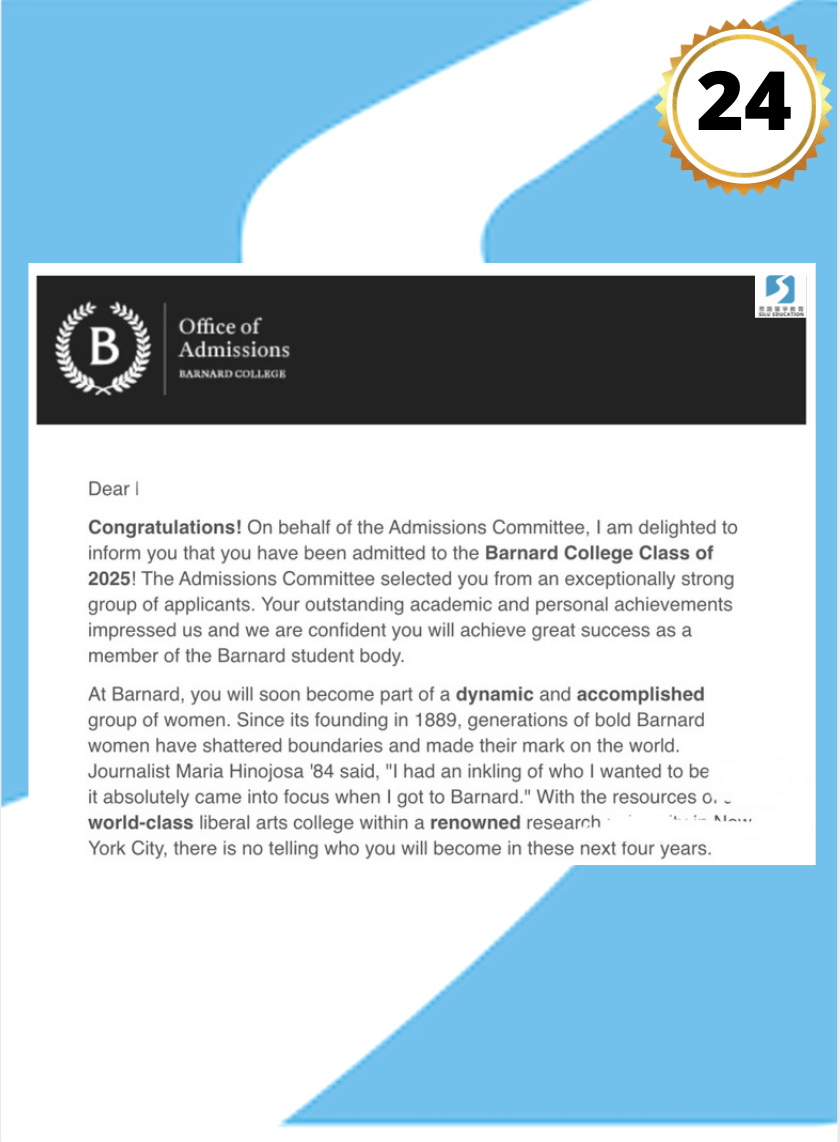 24
SILU EDUCATION
B
Office of
Admissions
BARNARD COLLEGE
Dear
Congratulations! On behalf of the Admissions Committee, I am delighted to
inform you that you have been admitted to the Barnard College Class of
2025! The Admissions Committee selected you from an exceptionally strong
group of applicants. Your outstanding academic and personal achievements
impressed us and we are confident you will achieve great success as a
member of the Barnard student body.
At Barnard, you will soon become part of a dynamic and accomplished
group of women. Since its founding in 1889, generations of bold Barnard
women have shattered boundaries and made their mark on the world.
Journalist Maria Hinojosa '84 said, "I had an inkling of who I wanted to be
it absolutely came into focus when I got to Barnard." With the resources
world-class liberal arts college within a renowned research
York City, there is no telling who you will become in these next four years.